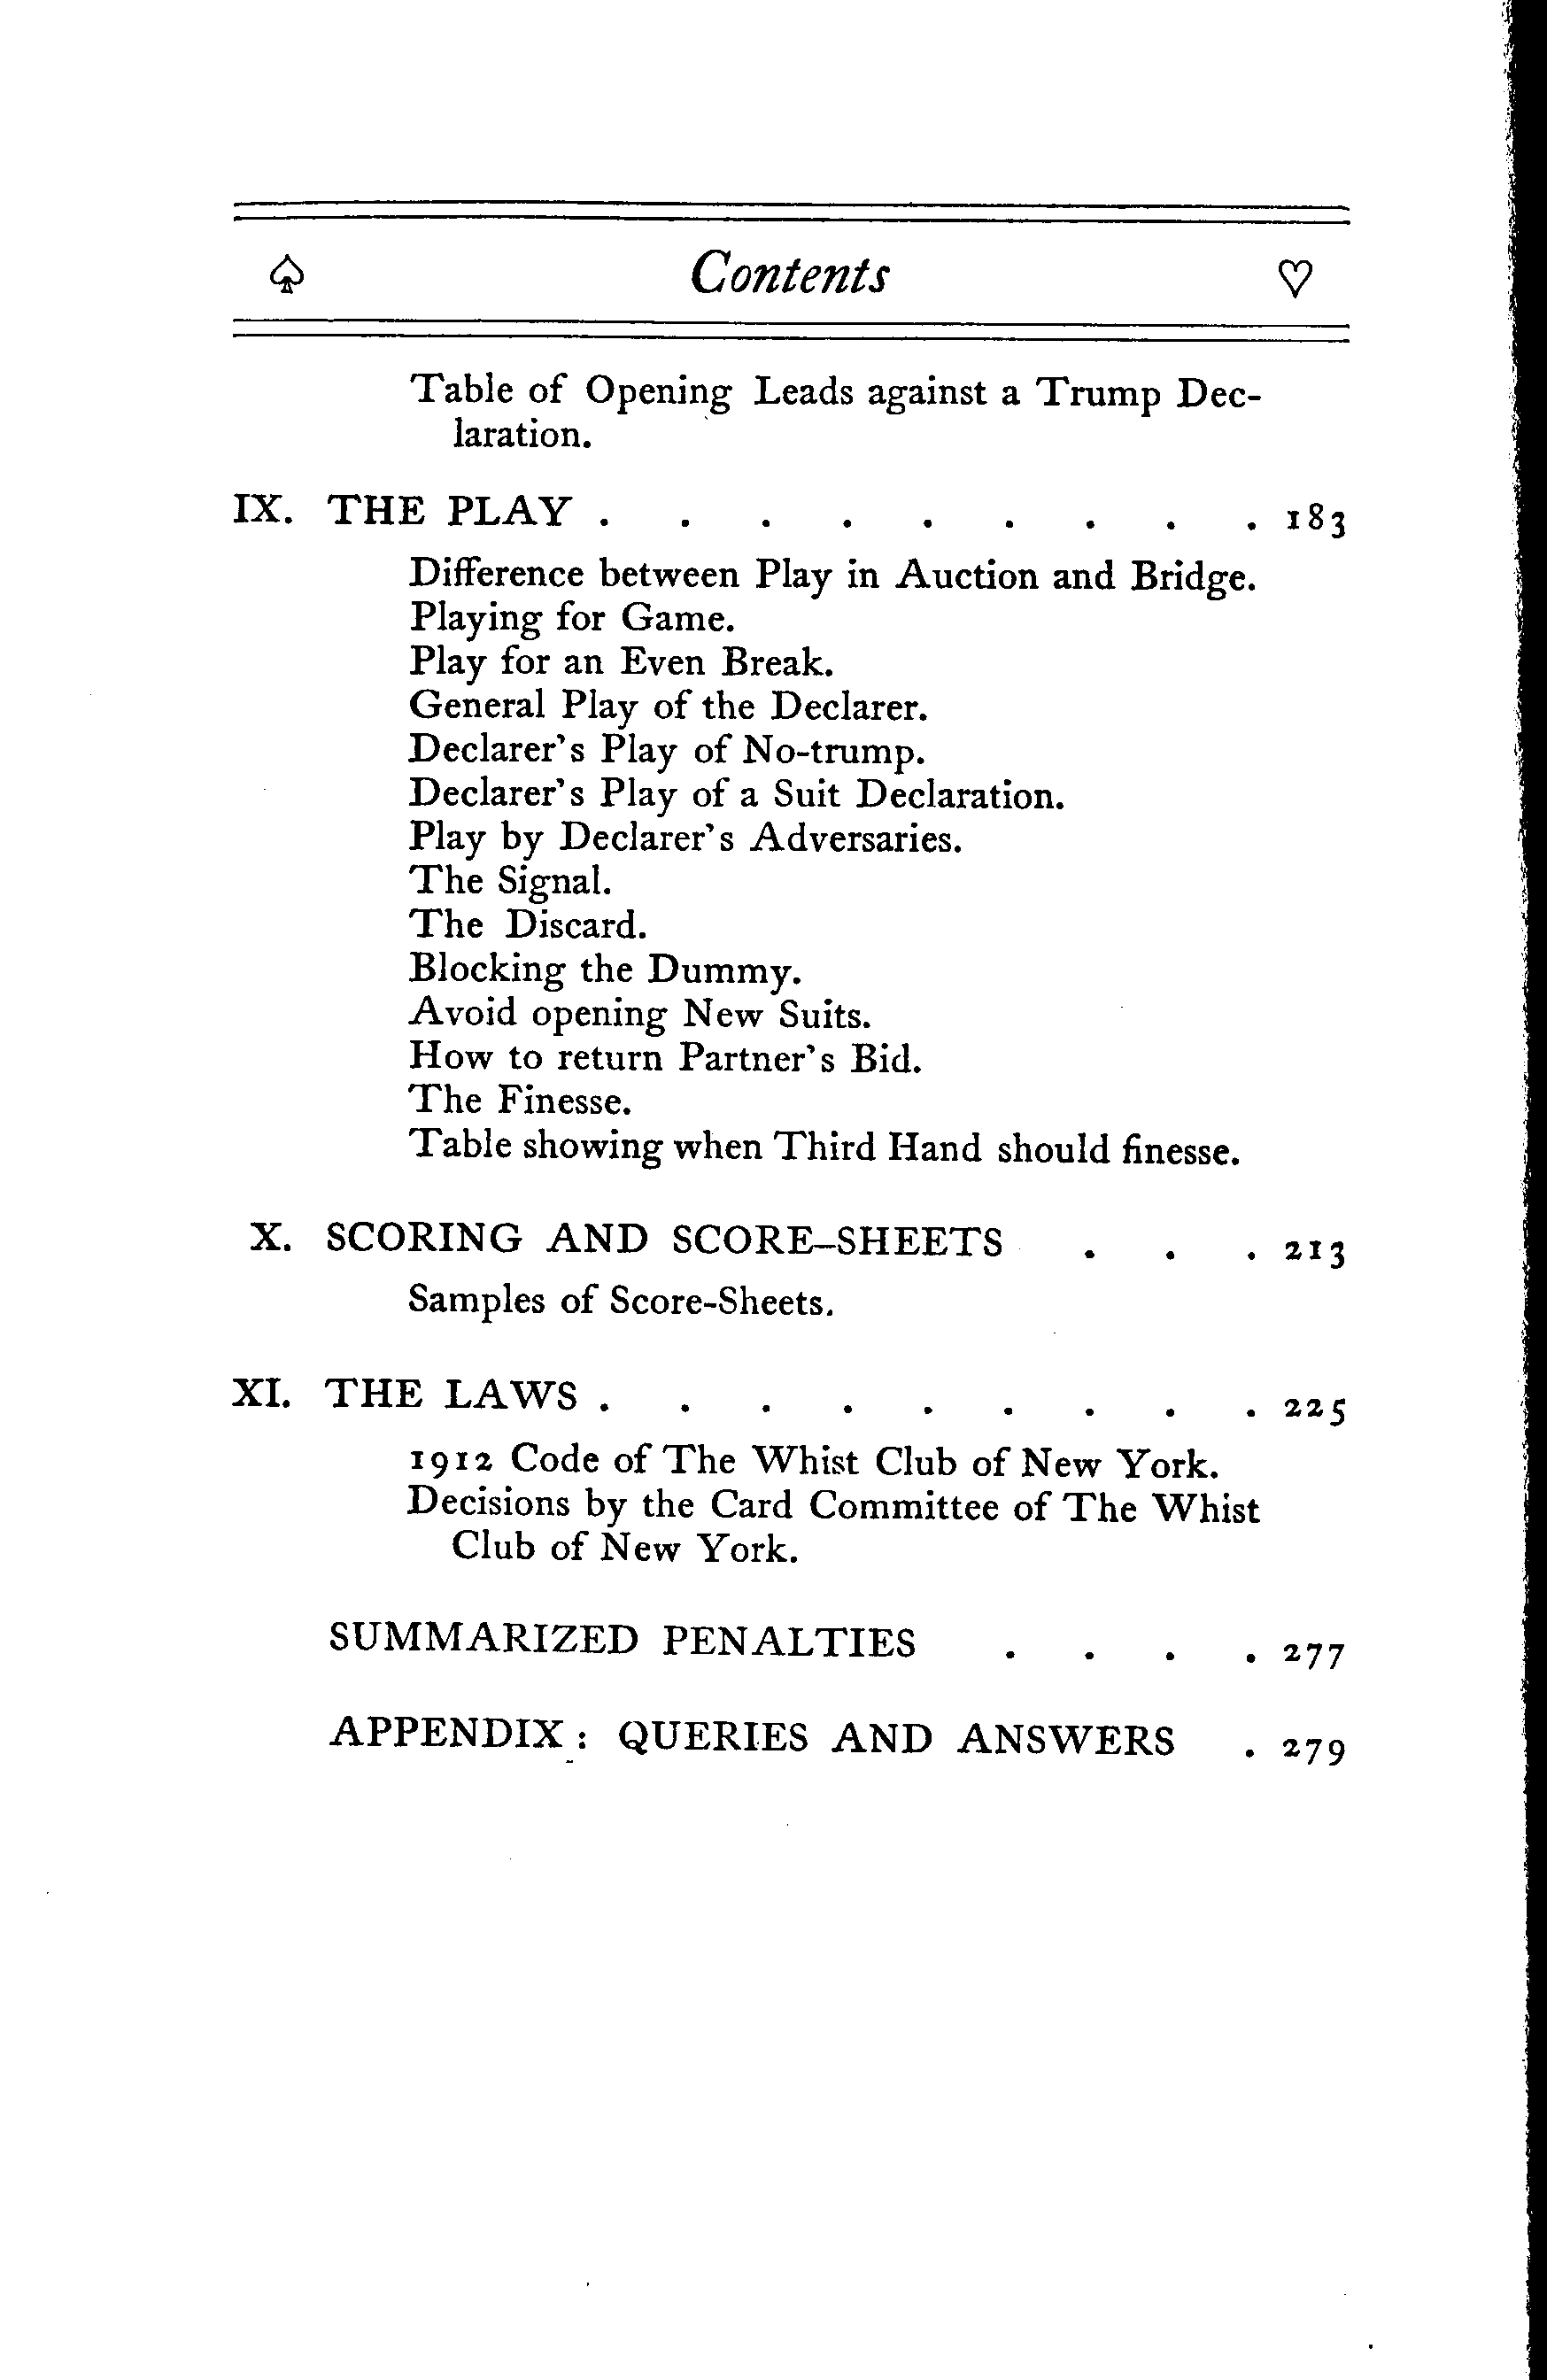 ♤ Contents ♡
Table of Opening Leads against a Trump Dec-
laration.
IX. THE PLAY . . . . . . . . . 183
Difference between Play in Auction and Bridge.
Playing for Game.
Play for an Even Break.
General Play of the Declarer.
Declarer's Play of No-trump.
Declarer's Play of a Suit Declaration.
Play by Declarer's Adversaries.
The Signal.
The Discard.
Blocking the Dummy.
Avoid opening New Suits.
How to return Partner's Bid.
The Finesse.
Table showing when Third Hand should finesse.
X. SCORING AND SCORE-SHEETS . . . 213
Samples of Score-Sheets.
XI. THE LAWS . . . . . . . . . 225
1912 Code of The Whist Club of New York.
Decisions by the Card Committee of The Whist
Club of New York.
SUMMARIZED PENALTIES . . . . 277
APPENDIX : QUERIES AND ANSWERS . 279